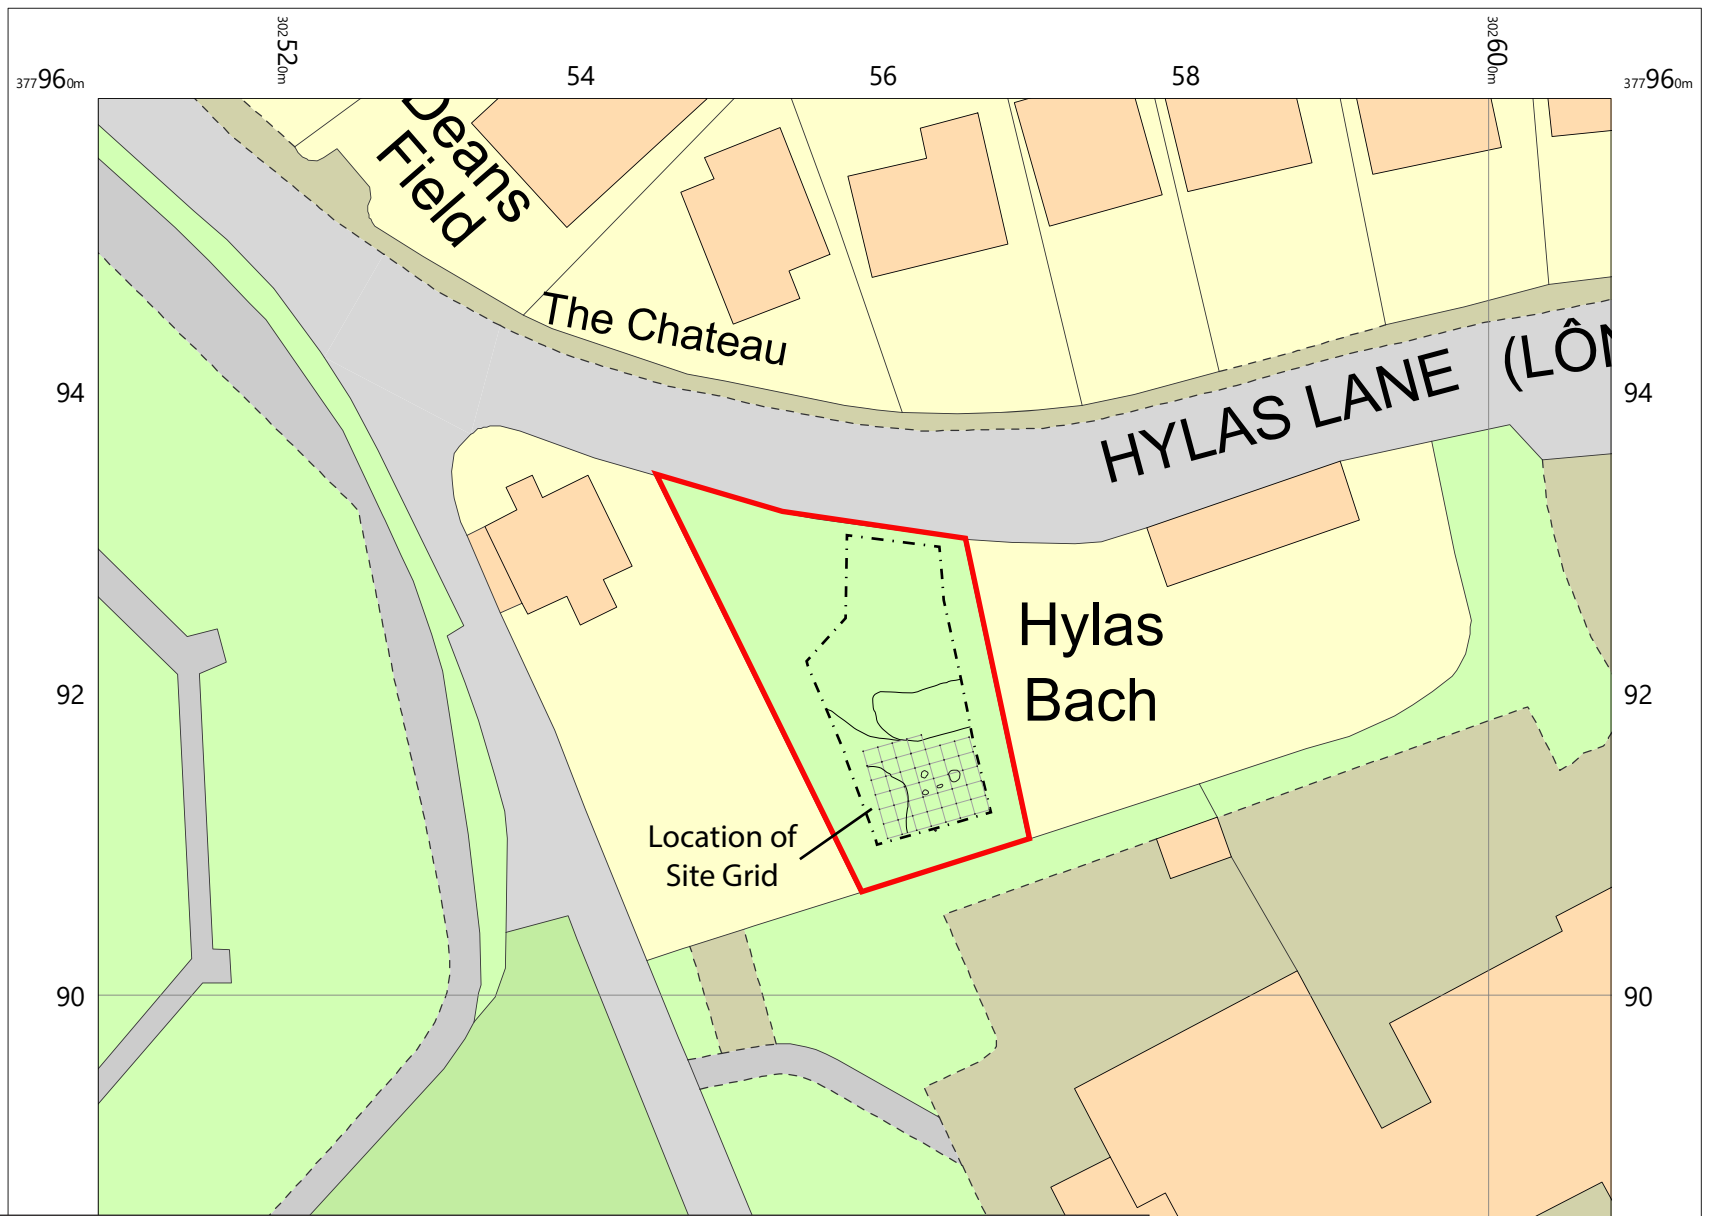 302520m
54
56
58
302600m
377960m
377960m
Deans
Field
The Chateau
94
HYLAS LANE (LÔN
94
Hylas
Bach
92
92
Location of
Site Grid
90
90